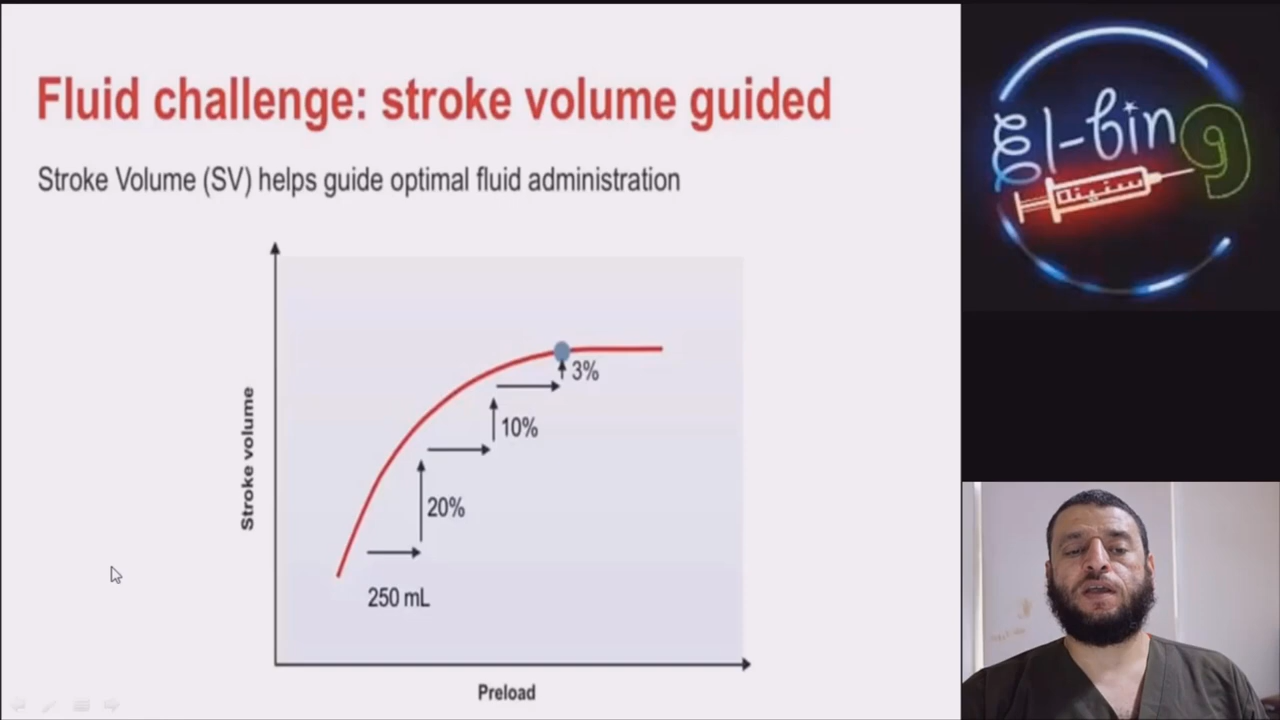 Fluid challenge: stroke volume guided
Stroke Volume (SV) helps guide optimal fluid administration
3%
10%
20%
250 mL
Stroke volume
Preload
El-bing
سنينه